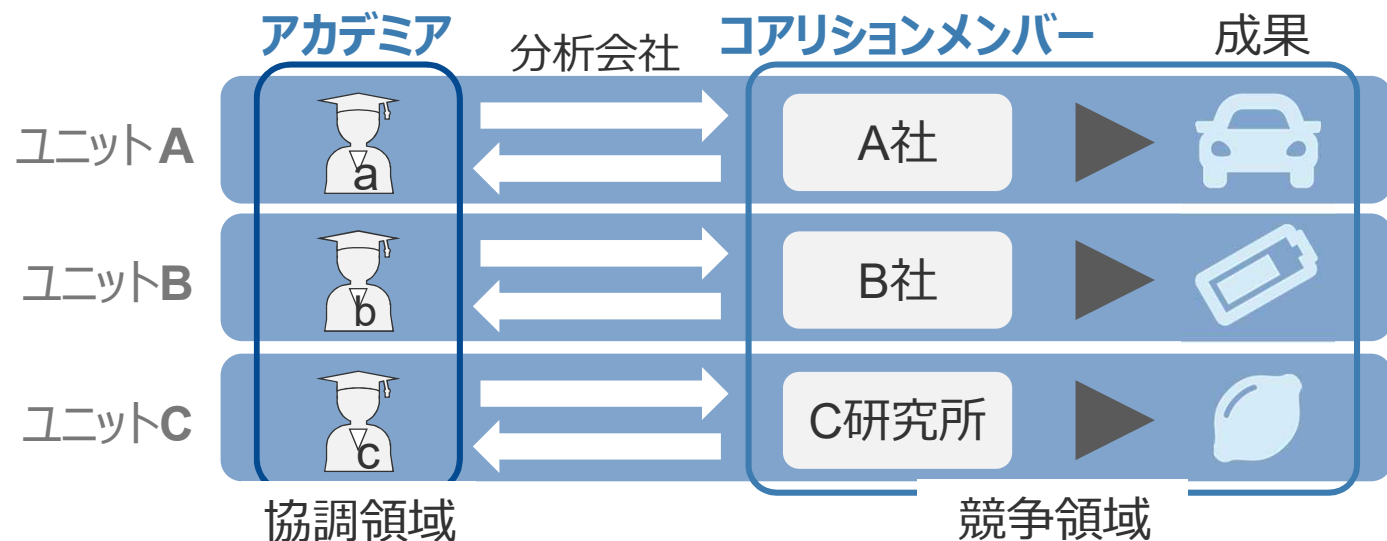 アカデミア
分析会社
コアリションメンバー
成果
ユニットA
a
A社
ユニットB
b
B社
ユニットC
c
C研究所
協調領域
競争領域